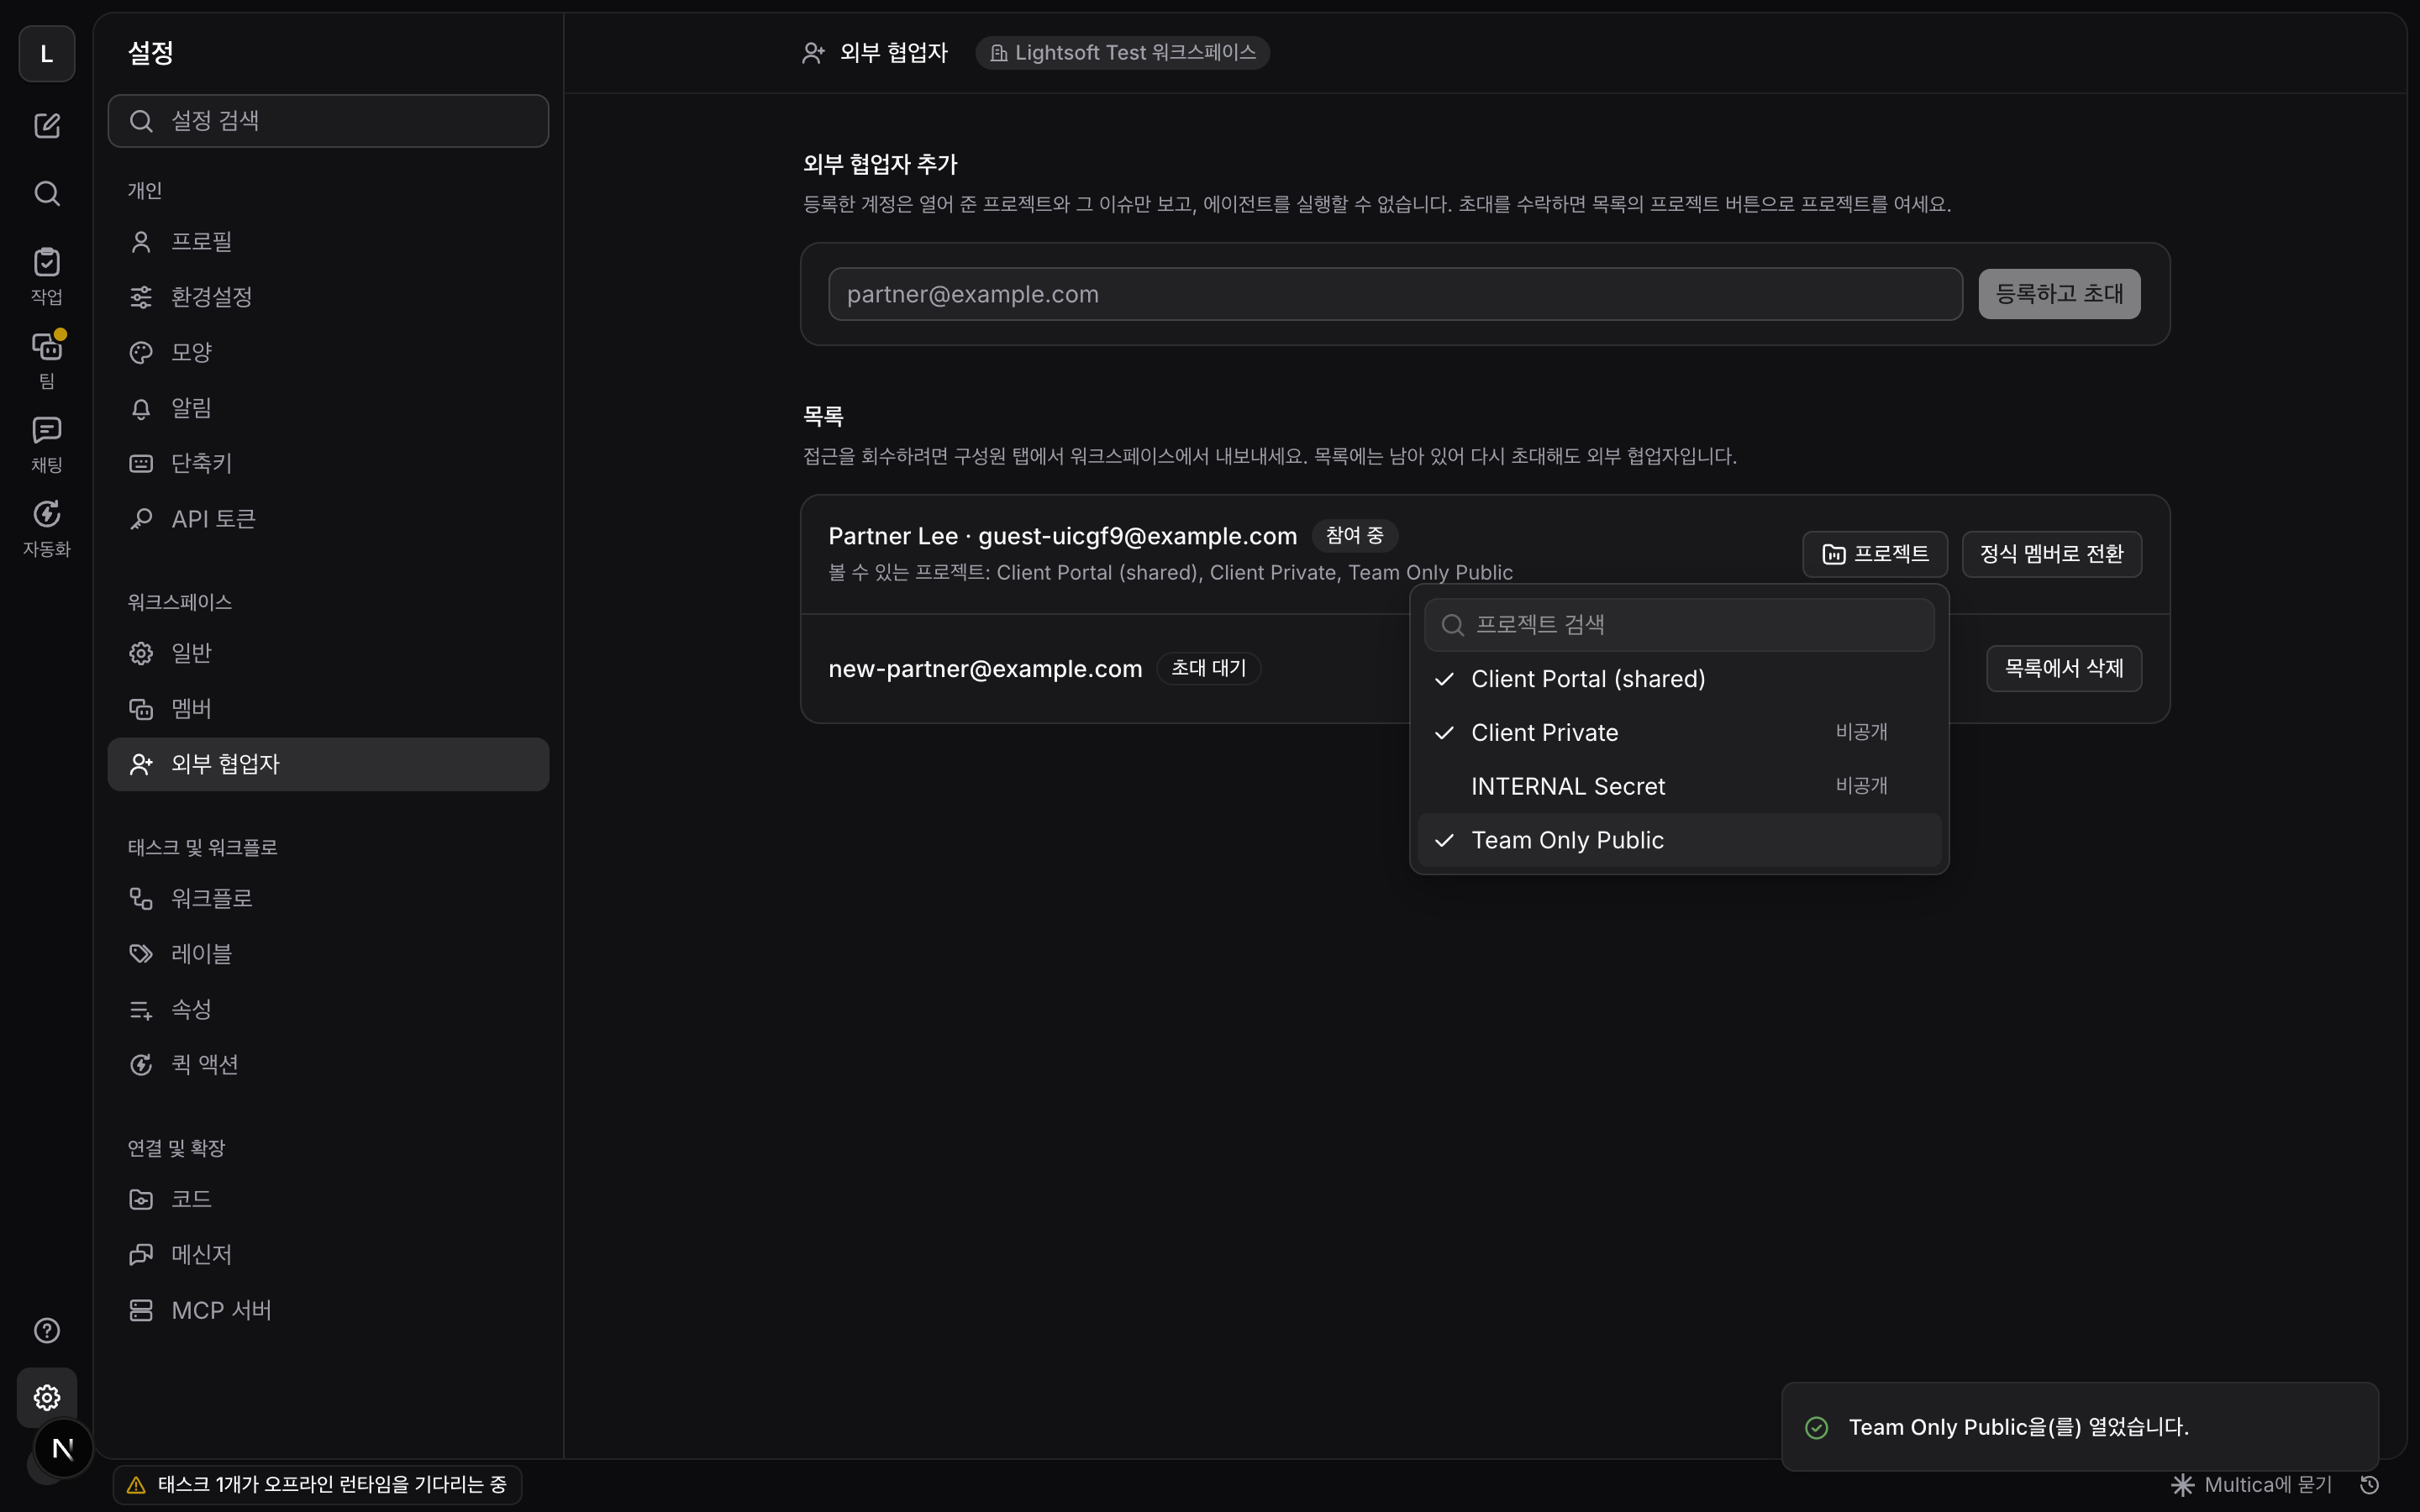 L
작업
팀
채팅
자동화
설정
설정 검색
개인
프로필
환경설정
모양
알림
단축키
API 토큰
워크스페이스
일반
멤버
외부 협업자
태스크 및 워크플로
워크플로
레이블
속성
퀵 액션
연결 및 확장
코드
메신저
MCP 서버
외부 협업자 Lightsoft Test 워크스페이스
외부 협업자 추가
등록한 계정은 열어 준 프로젝트와 그 이슈만 보고, 에이전트를 실행할 수 없습니다. 초대를 수락하면 목록의 프로젝트 버튼으로 프로젝트를 여세요.
partner@example.com 등록하고 초대
목록
접근을 회수하려면 구성원 탭에서 워크스페이스에서 내보내세요. 목록에는 남아 있어 다시 초대해도 외부 협업자입니다.
Partner Lee · guest-uicgf9@example.com 참여 중
프로젝트 정식 멤버로 전환
볼 수 있는 프로젝트: Client Portal (shared), Client Private, Team Only Public
new-partner@example.com 초대 대기
목록에서 삭제
프로젝트 검색
Client Portal (shared)
Client Private 비공개
INTERNAL Secret 비공개
Team Only Public
Team Only Public을(를) 열었습니다.
N
태스크 1개가 오프라인 런타임을 기다리는 중
Multica에 묻기